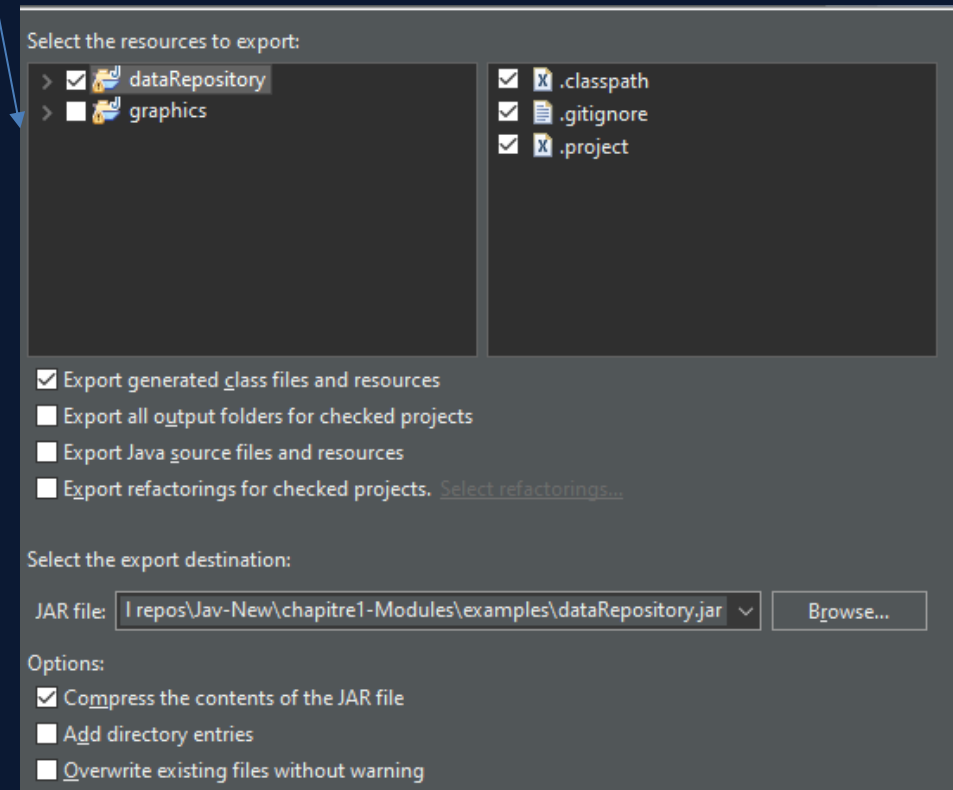 Select the resources to export:
dataRepository
graphics
.classpath
.gitignore
.project
Export generated class files and resources
Export all output folders for checked projects
Export Java source files and resources
Export refactorings for checked projects. Select refactorings...
Select the export destination:
JAR file: l repos\Jav-New\chapitre1-Modules\examples\dataRepository.jar Browse...
Options:
Compress the contents of the JAR file
Add directory entries
Overwrite existing files without warning